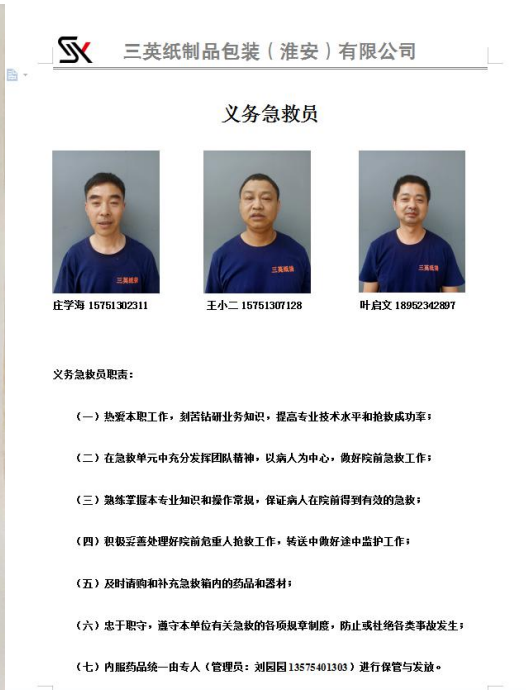 三英纸制品包装（淮安）有限公司
义务急救员
三英纸演
庄学海 15751302311
王小二 15751307128
叶启文 18952342897
义务急救员职责：
（一）热爱本职工作，刻苦钻研业务知识，提高专业技术水平和抢救成功率；
（二）在急救单元中充分发挥团队精神，以病人为中心，做好院前急救工作；
（三）熟练掌握本专业知识和操作常规，保证病人在院前得到有效的急救；
（四）积极妥善处理好院前危重人抢救工作，转送中做好途中监护工作；
（五）及时请购和补充急救箱内的药品和器材；
（六）忠于职守，遵守本单位有关急救的各项规章制度，防止或杜绝各类事故发生；
（七）内服药品统一由专人（管理员：刘园园 13575401303）进行保管与发放。